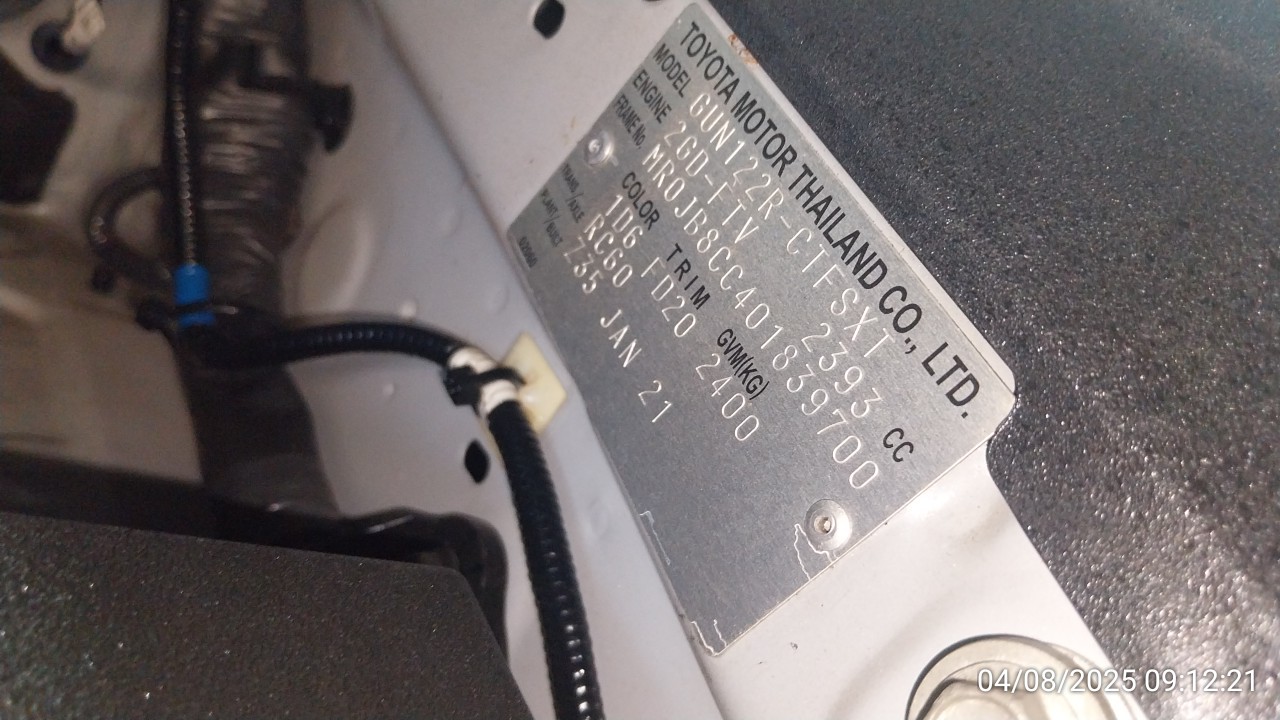 TOYOTA MOTOR THAILAND CO., LTD.
MODEL GUN122R-CTFSXT
ENGINE 2GD-FTV 2393 CC
FRAME No. MR0JB8CC401839700
COLOR TRIM GVM(KG)
1D6 FD20 2400
TRANS/AXLE RC60
PLANT/BUILT Z35 JAN 21
04/08/2025 09:12:21